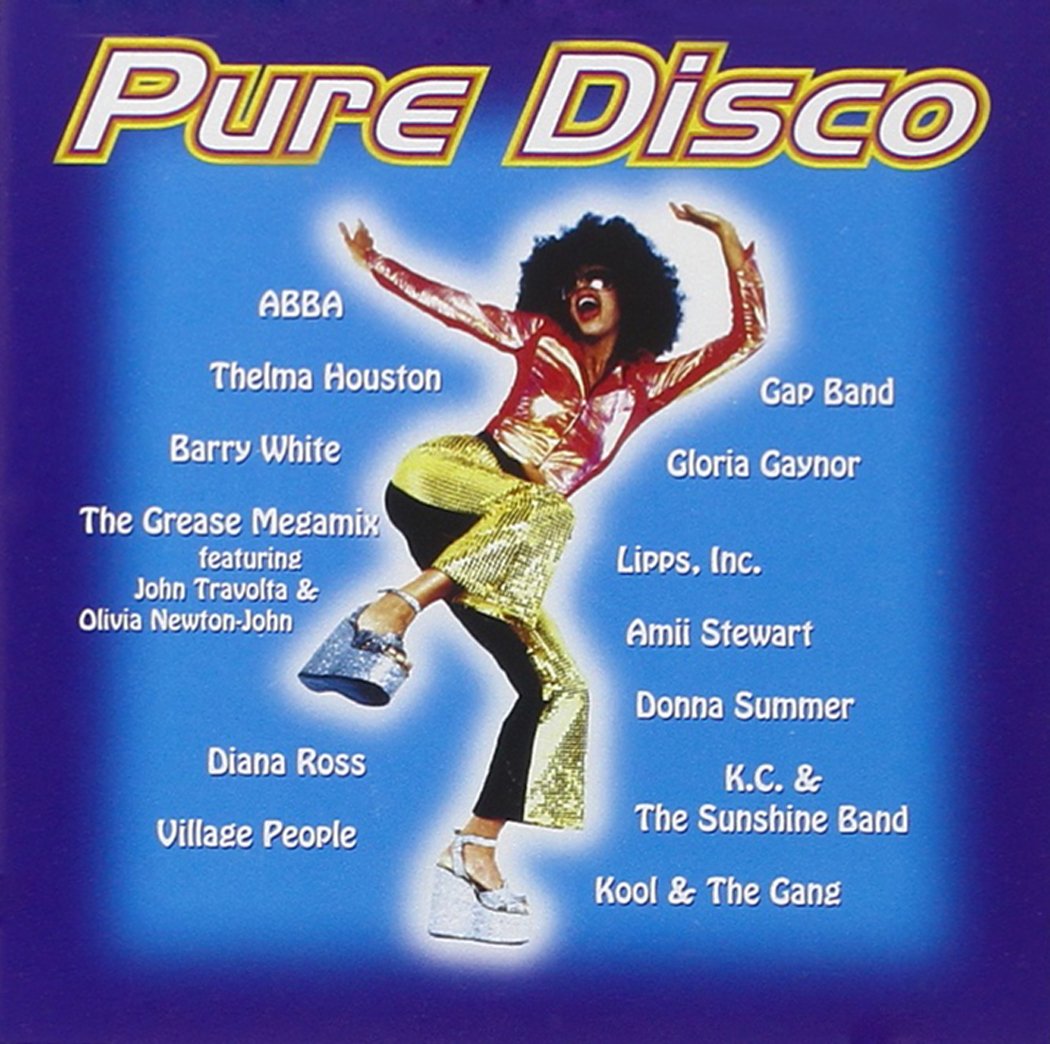 Pure Disco
ABBA
Thelma Houston
Barry White
The Grease Megamix
featuring
John Travolta &
Olivia Newton-John
Diana Ross
Village People
Gap Band
Gloria Gaynor
Lipps, Inc.
Amii Stewart
Donna Summer
K.C. &
The Sunshine Band
Kool & The Gang